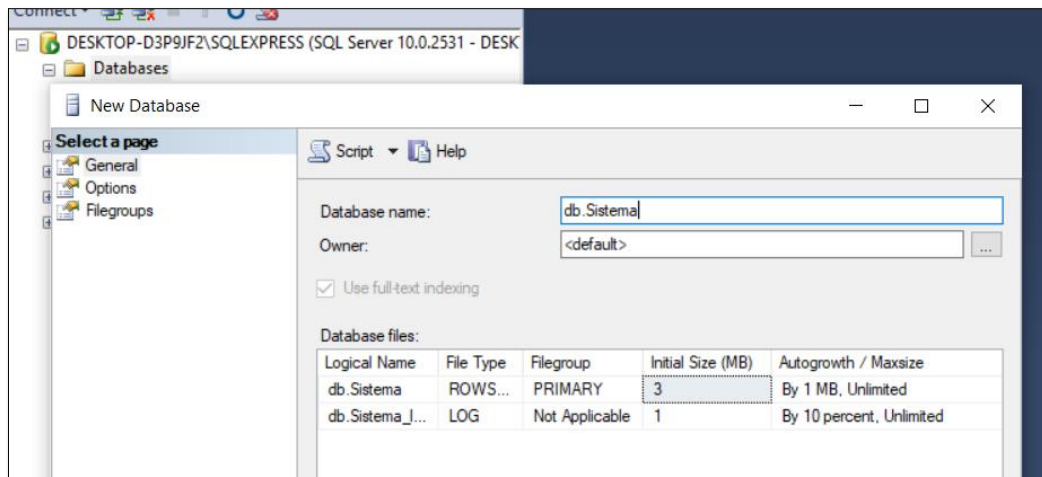 Connect
DESKTOP-D3P9JF2\SQLEXPRESS (SQL Server 10.0.2531 - DESK
Databases
New Database
Select a page
General
Options
Filegroups
Script Help
Database name: db.Sistema
Owner: <default> ...
Use full-text indexing
Database files:
Logical Name File Type Filegroup Initial Size (MB) Autogrowth / Maxsize
db.Sistema ROWS... PRIMARY 3 By 1 MB, Unlimited
db.Sistema_l... LOG Not Applicable 1 By 10 percent, Unlimited